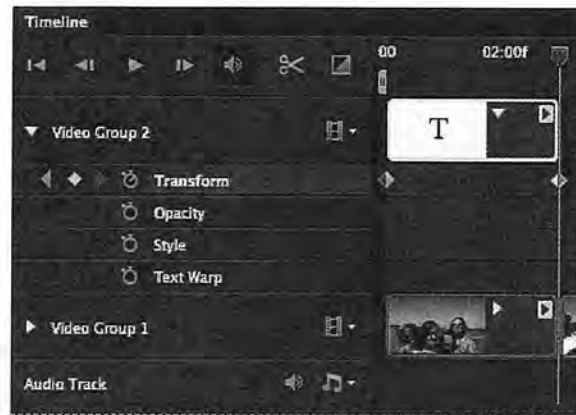 Timeline
00 02:00f
Video Group 2
T
Transform
Opacity
Style
Text Warp
Video Group 1
Audio Track